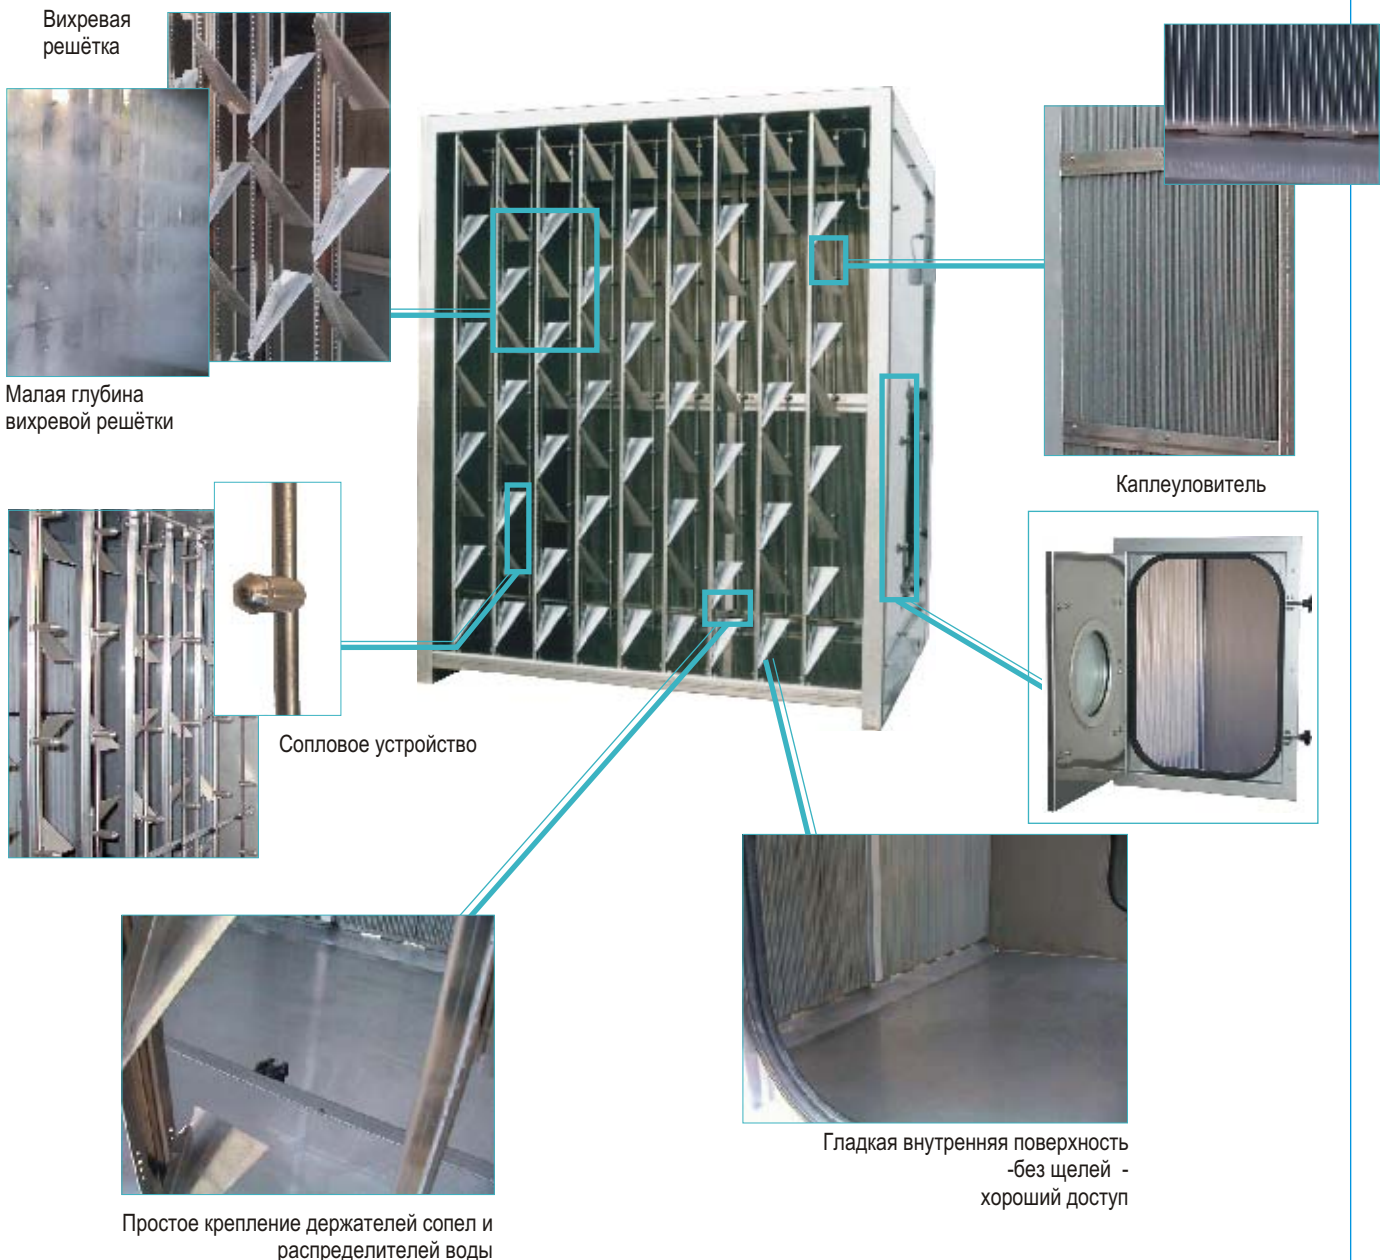 Вихревая
решётка
Малая глубина
вихревой решётки
Каплеуловитель
Сопловое устройство
Гладкая внутренняя поверхность
-без щелей -
хороший доступ
Простое крепление держателей сопел и
распределителей воды